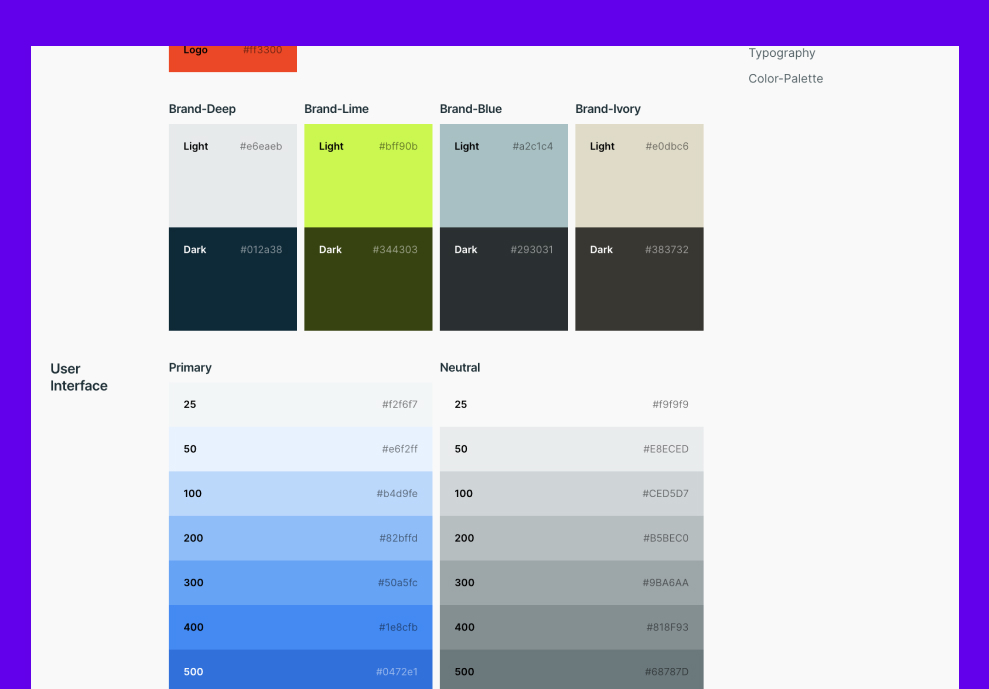 Logo #ff3300
Typography
Color-Palette
Brand-Deep Brand-Lime Brand-Blue Brand-Ivory
Light #e6eaeb Light #bff90b Light #a2c1c4 Light #e0dbc6
Dark #012a38 Dark #344303 Dark #293031 Dark #383732
User
Interface
Primary Neutral
25 #f2f6f7 25 #f9f9f9
50 #e6f2ff 50 #E8ECED
100 #b4d9fe 100 #CED5D7
200 #82bffd 200 #B5BEC0
300 #50a5fc 300 #9BA6AA
400 #1e8cfb 400 #818F93
500 #0472e1 500 #68787D